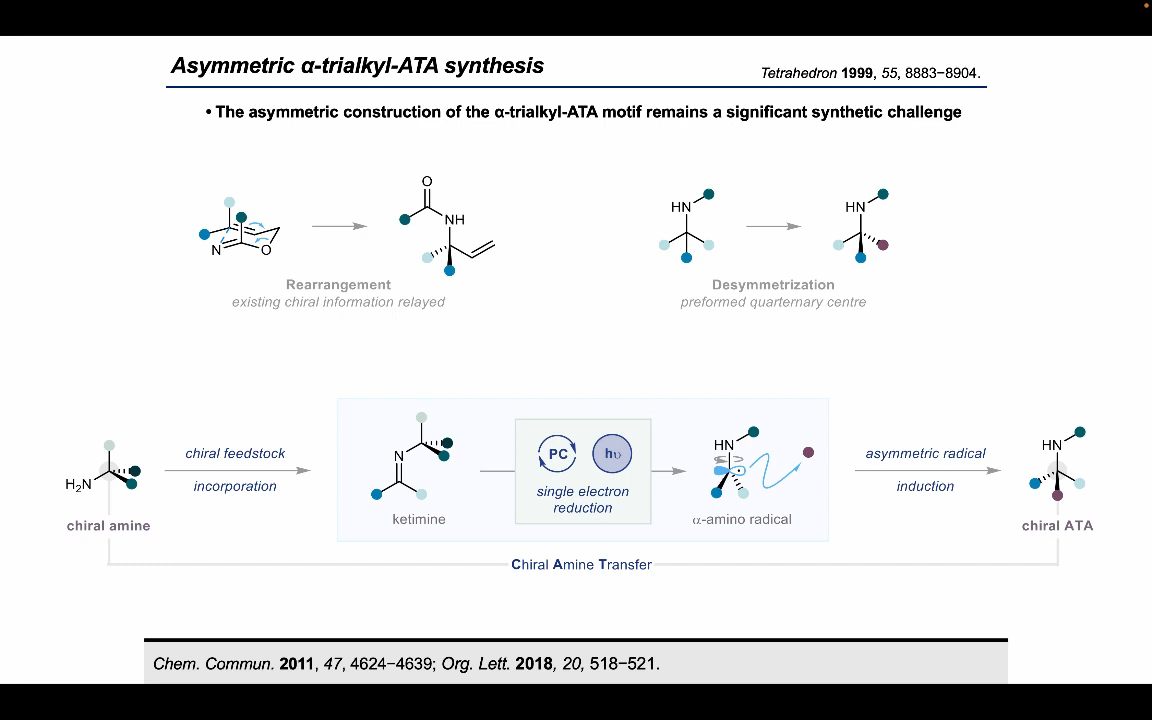 Asymmetric α-trialkyl-ATA synthesis
Tetrahedron 1999, 55, 8883−8904.
• The asymmetric construction of the α-trialkyl-ATA motif remains a significant synthetic challenge
O
NH
N
O
HN
HN
Rearrangement
existing chiral information relayed
Desymmetrization
preformed quarternary centre
H₂N
chiral amine
chiral feedstock
incorporation
N
ketimine
PC
hυ
single electron
reduction
HN
α-amino radical
asymmetric radical
induction
HN
chiral ATA
Chiral Amine Transfer
Chem. Commun. 2011, 47, 4624−4639; Org. Lett. 2018, 20, 518−521.